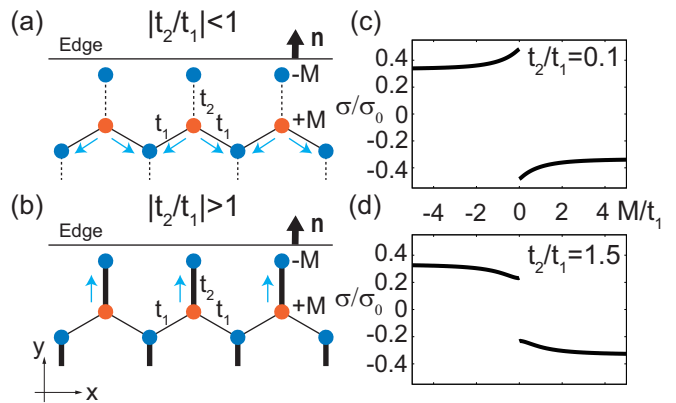 (a) |t₂/t₁|<1
Edge n
-M
t₂
t₁ t₁ +M
(b) |t₂/t₁|>1
Edge n
-M
t₂
t₁ t₁ +M
y
x
(c)
0.4 t₂/t₁=0.1
0.2
σ/σ₀ 0
-0.2
-0.4
(d) -4 -2 0 2 4 M/t₁
0.4 t₂/t₁=1.5
0.2
σ/σ₀ 0
-0.2
-0.4